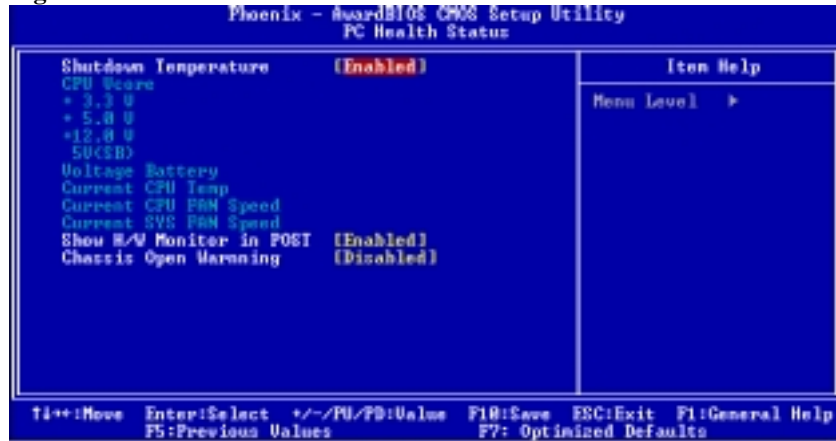 Phoenix - AwardBIOS CMOS Setup Utility
PC Health Status
Shutdown Temperature [Enabled]
CPU Vcore
+ 3.3 V
+ 5.0 V
+12.0 V
5V(SB)
Voltage Battery
Current CPU Temp
Current CPU FAN Speed
Current SYS FAN Speed
Show H/W Monitor in POST [Enabled]
Chassis Open Warnning [Disabled]
Item Help
Menu Level ►
↑↓→←:Move Enter:Select +/-/PU/PD:Value F10:Save ESC:Exit F1:General Help
F5:Previous Values F7: Optimized Defaults